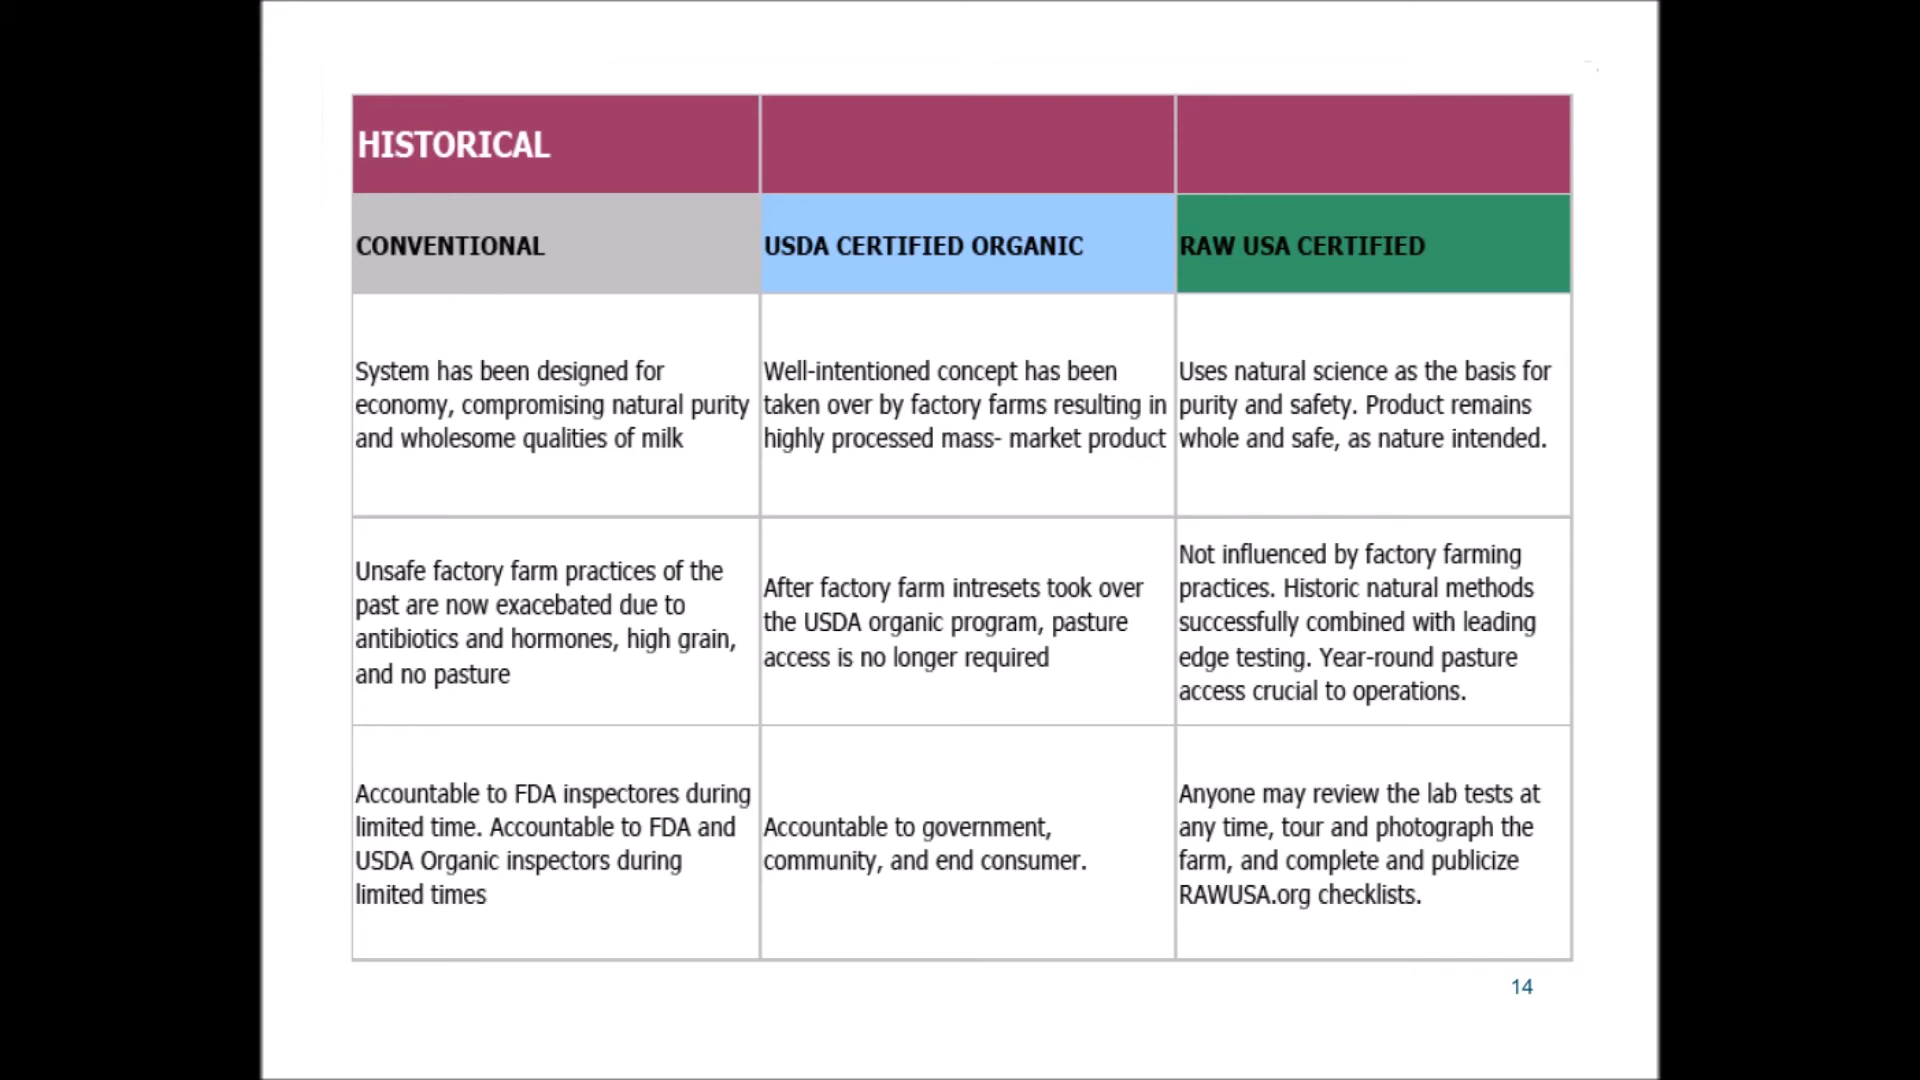 HISTORICAL
CONVENTIONAL
USDA CERTIFIED ORGANIC
RAW USA CERTIFIED
System has been designed for
economy, compromising natural purity
and wholesome qualities of milk
Well-intentioned concept has been
taken over by factory farms resulting in
highly processed mass- market product
Uses natural science as the basis for
purity and safety. Product remains
whole and safe, as nature intended.
Unsafe factory farm practices of the
past are now exacebated due to
antibiotics and hormones, high grain,
and no pasture
After factory farm intresets took over
the USDA organic program, pasture
access is no longer required
Not influenced by factory farming
practices. Historic natural methods
successfully combined with leading
edge testing. Year-round pasture
access crucial to operations.
Accountable to FDA inspectores during
limited time. Accountable to FDA and
USDA Organic inspectors during
limited times
Accountable to government,
community, and end consumer.
Anyone may review the lab tests at
any time, tour and photograph the
farm, and complete and publicize
RAWUSA.org checklists.
14